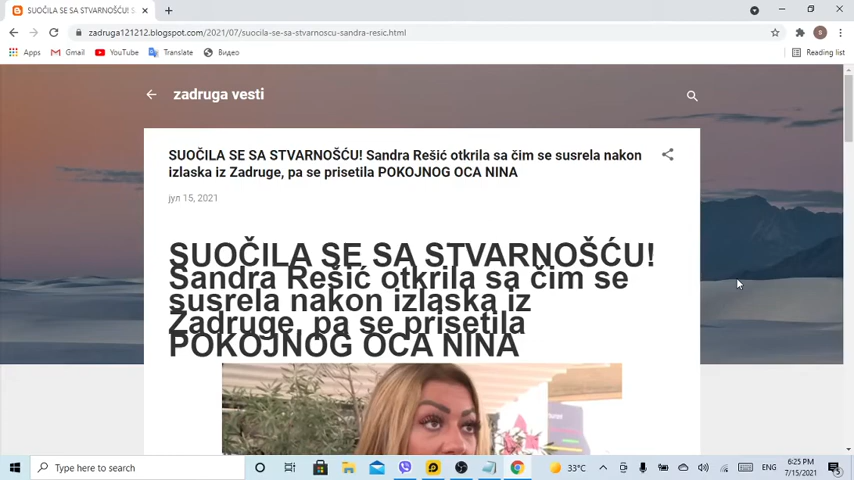 SUOČILA SE SA STVARNOŠĆU! S
zadruga121212.blogspot.com/2021/07/suocila-se-sa-stvarnoscu-sandra-resic.html
B
Apps Gmail YouTube Translate Видео Reading list
zadruga vesti
SUOČILA SE SA STVARNOŠĆU! Sandra Rešić otkrila sa čim se susrela nakon
izlaska iz Zadruge, pa se prisetila POKOJNOG OCA NINA
јул 15, 2021
SUOČILA SE SA STVARNOŠĆU!
Sandra Rešić otkrila sa čim se
susrela nakon izlaska iz
Zadruge, pa se prisetila
POKOJNOG OCA NINA
Type here to search
33°C
ENG
6:25 PM
7/15/2021